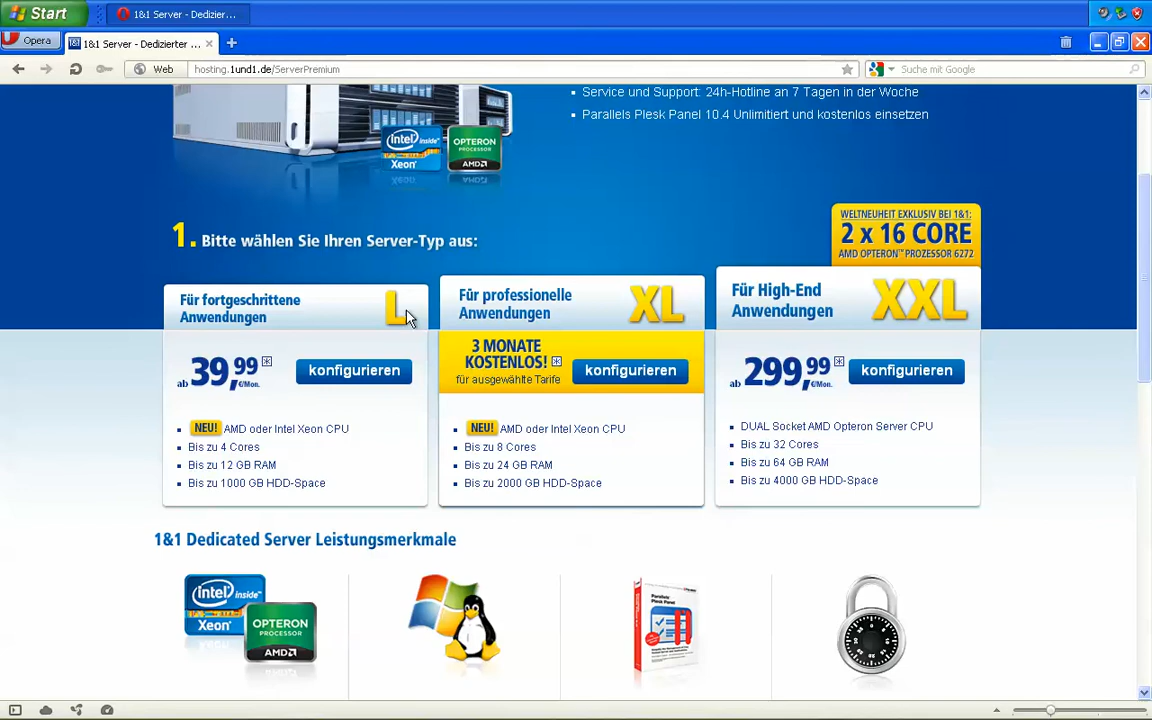 Start
1&1 Server - Dedizier...
Opera
1&1 Server - Dedizierter ...
Web
hosting.1und1.de/ServerPremium
Suche mit Google
Service und Support: 24h-Hotline an 7 Tagen in der Woche
Parallels Plesk Panel 10.4 Unlimitiert und kostenlos einsetzen
intel inside
Xeon
OPTERON
PROCESSOR
AMD
1. Bitte wählen Sie Ihren Server-Typ aus:
WELTNEUHEIT EXKLUSIV BEI 1&1:
2 x 16 CORE
AMD OPTERON™ PROZESSOR 6272
Für fortgeschrittene
Anwendungen
L
ab 39,99 €/Mon. *
konfigurieren
NEU! AMD oder Intel Xeon CPU
Bis zu 4 Cores
Bis zu 12 GB RAM
Bis zu 1000 GB HDD-Space
Für professionelle
Anwendungen
XL
3 MONATE
KOSTENLOS! *
für ausgewählte Tarife
konfigurieren
NEU! AMD oder Intel Xeon CPU
Bis zu 8 Cores
Bis zu 24 GB RAM
Bis zu 2000 GB HDD-Space
Für High-End
Anwendungen
XXL
ab 299,99 €/Mon. *
konfigurieren
DUAL Socket AMD Opteron Server CPU
Bis zu 32 Cores
Bis zu 64 GB RAM
Bis zu 4000 GB HDD-Space
1&1 Dedicated Server Leistungsmerkmale
intel inside
Xeon
OPTERON
PROCESSOR
AMD